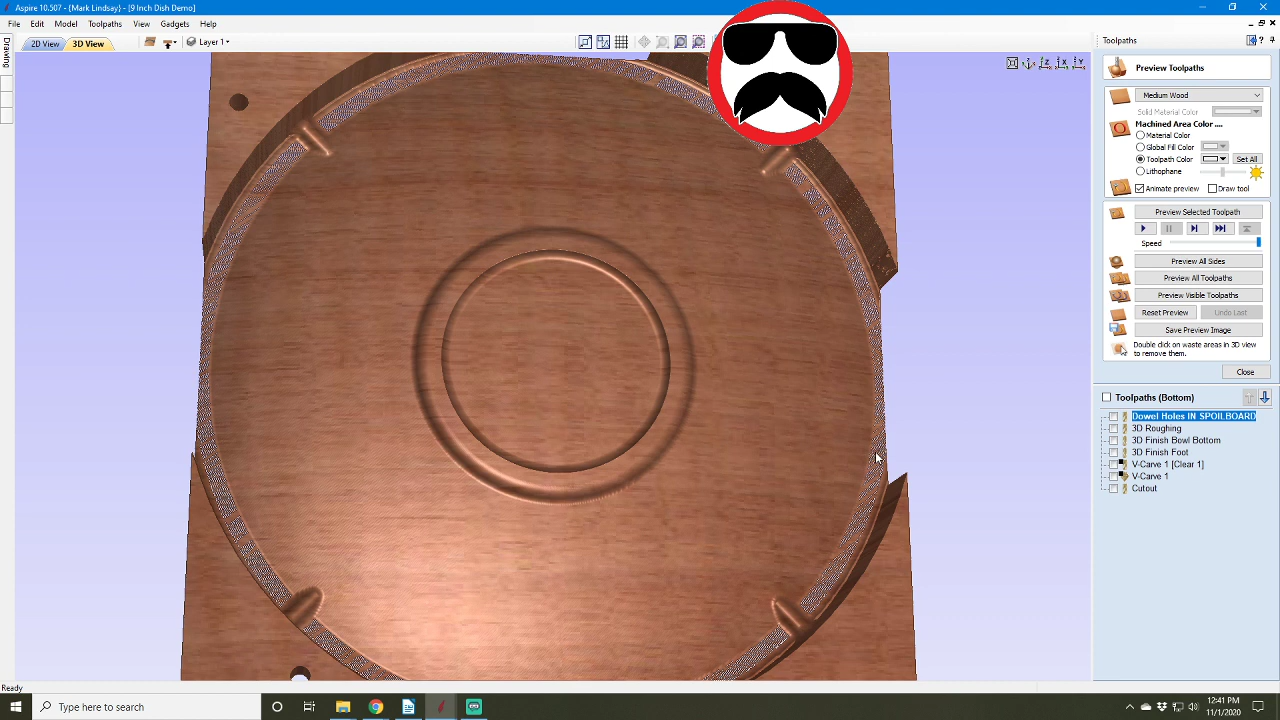 Aspire 10.507 - {Mark Lindsay} - [9 Inch Dish Demo]
File Edit Model Toolpaths View Gadgets Help
2D View 3D View Layer 1
Drawing
Toolpaths
Preview Toolpaths
Medium Wood
Solid Material Color
Machined Area Color ....
Material Color
Global Fill Color
Toolpath Color Set All
Lithophane
Animate preview Draw tool
Preview Selected Toolpath
Speed
Preview All Sides
Preview All Toolpaths
Preview Visible Toolpaths
Reset Preview Undo Last
Save Preview Image
Double click on waste areas in 3D view
to remove them.
Close
Toolpaths (Bottom)
Dowel Holes IN SPOILBOARD
3D Roughing
3D Finish Bowl Bottom
3D Finish Foot
V-Carve 1 [Clear 1]
V-Carve 1
Cutout
Ready
Type here to search
12:41 PM
11/1/2020